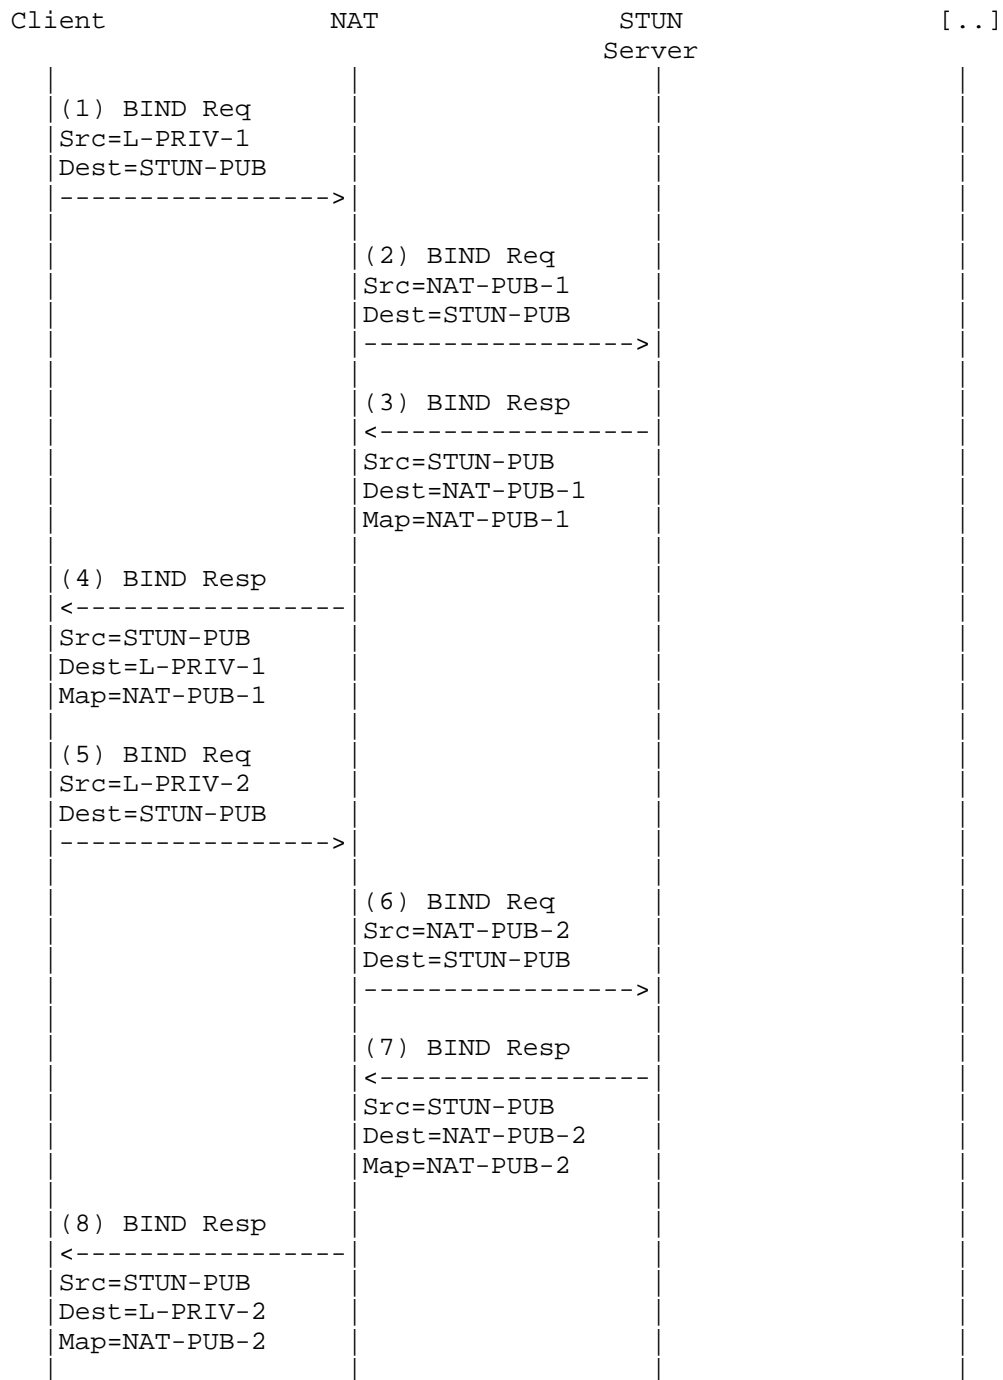 Client NAT STUN [..]
Server
(1) BIND Req
Src=L-PRIV-1
Dest=STUN-PUB
----------------->
(2) BIND Req
Src=NAT-PUB-1
Dest=STUN-PUB
----------------->
(3) BIND Resp
<-----------------
Src=STUN-PUB
Dest=NAT-PUB-1
Map=NAT-PUB-1
(4) BIND Resp
<-----------------
Src=STUN-PUB
Dest=L-PRIV-1
Map=NAT-PUB-1
(5) BIND Req
Src=L-PRIV-2
Dest=STUN-PUB
----------------->
(6) BIND Req
Src=NAT-PUB-2
Dest=STUN-PUB
----------------->
(7) BIND Resp
<-----------------
Src=STUN-PUB
Dest=NAT-PUB-2
Map=NAT-PUB-2
(8) BIND Resp
<-----------------
Src=STUN-PUB
Dest=L-PRIV-2
Map=NAT-PUB-2